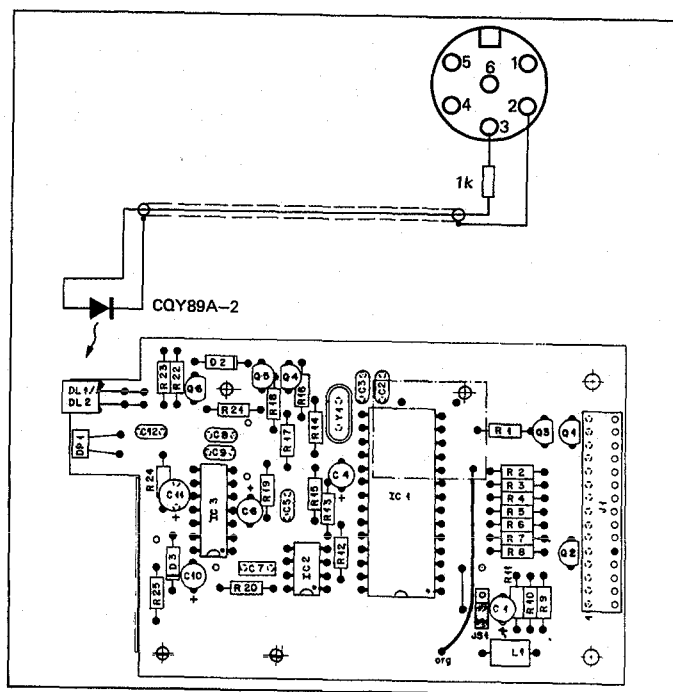 5 6 1
4 2
3
1k
CQY89A-2
R23 R22 D2 Q5 Q4 R16 C3 C2
DL1/ DL2
Q6 R18 Y1
R21 R17 R14 R1 Q3 Q1
DP1 C12 C8
C9
R24 C11 IC3 C6 R19 C5 R15 R13 C4 IC1
R2
R3
R4
R5
R6
R7
R8
J1
Q2
R12
D3 C10 C7 IC2
R25 R20
R11 R10 R9
JS1 C1
org L1